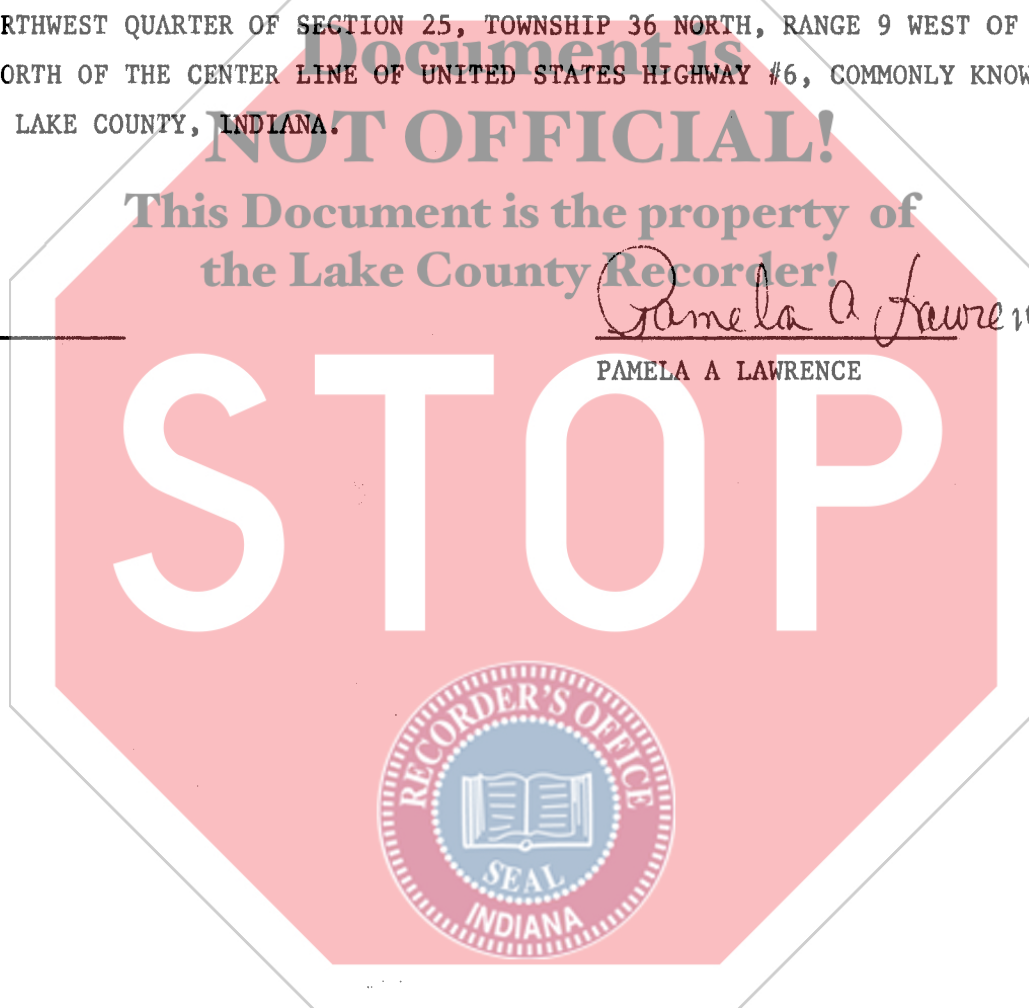 RTHWEST QUARTER OF SECTION 25, TOWNSHIP 36 NORTH, RANGE 9 WEST OF
Document is
ORTH OF THE CENTER LINE OF UNITED STATES HIGHWAY #6, COMMONLY KNOW
LAKE COUNTY, INDIANA.
NOT OFFICIAL!
This Document is the property of
the Lake County Recorder!
Pamela A Lawren
PAMELA A LAWRENCE
STOP
RECORDER'S OFFICE
SEAL
INDIANA